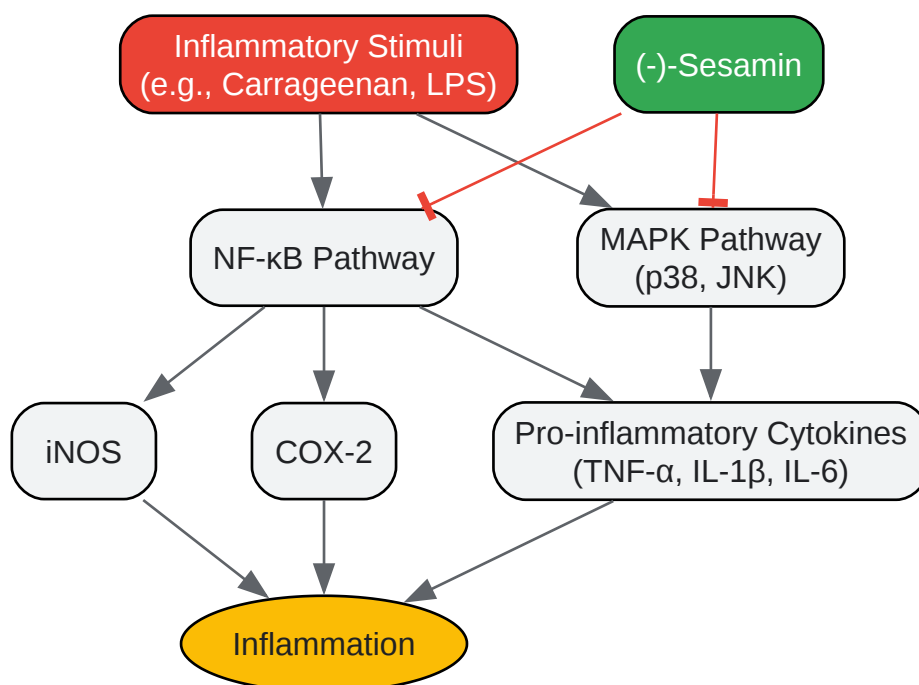 Inflammatory Stimuli
(e.g., Carrageenan, LPS)
(-)-Sesamin
NF-κB Pathway
MAPK Pathway
(p38, JNK)
iNOS
COX-2
Pro-inflammatory Cytokines
(TNF-α, IL-1β, IL-6)
Inflammation